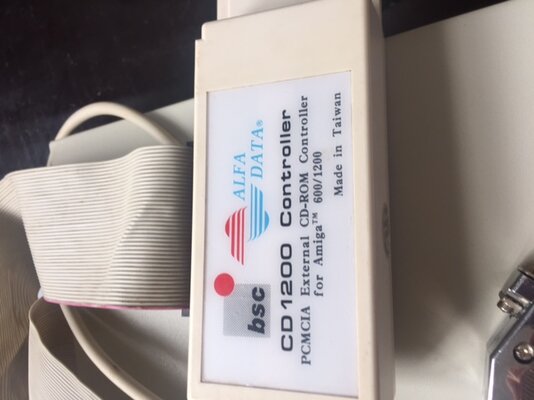 bsc
ALFA
DATA®
CD1200 Controller
PCMCIA External CD-ROM Controller
for Amiga™ 600/1200
Made in Taiwan